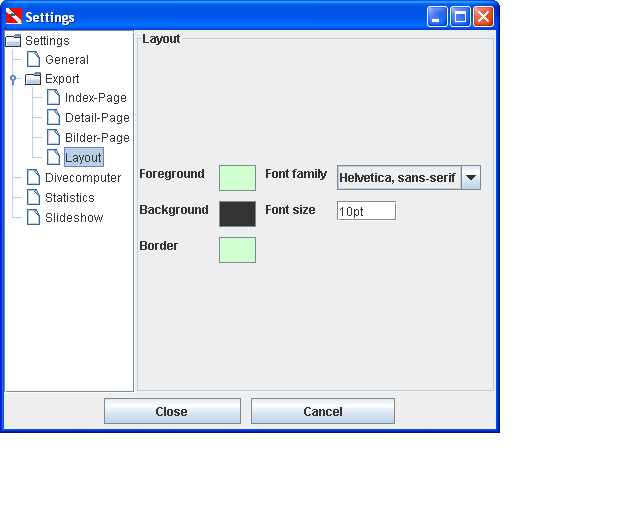 Settings
Settings
General
Export
Index-Page
Detail-Page
Bilder-Page
Layout
Divecomputer
Statistics
Slideshow
Layout
Foreground
Font family
Helvetica, sans-serif
Background
Font size
10pt
Border
Close
Cancel